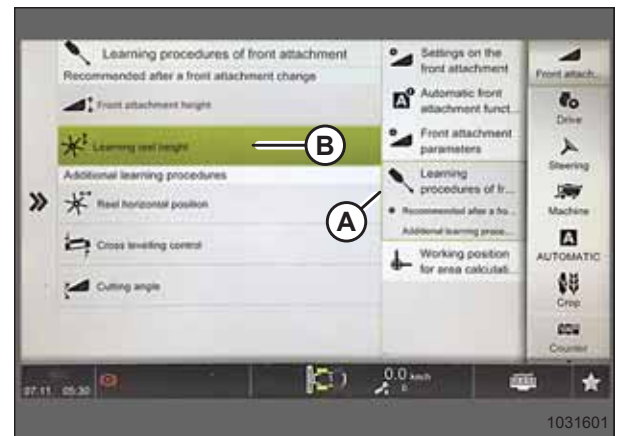 Learning procedures of front attachment
Recommended after a front attachment change
Front attachment height
Learning reel height
Additional learning procedures
Reel horizontal position
Cross levelling control
Cutting angle
B
A
Settings on the
front attachment
Automatic front
attachment funct...
Front attachment
parameters
Learning
procedures of fr...
Recommended after a fro...
Additional learning proce...
Working position
for area calculati...
Front attach...
Drive
Steering
Machine
A
AUTOMATIC
Crop
Counter
07.11 05:30
0.0 km/h
0
1031601